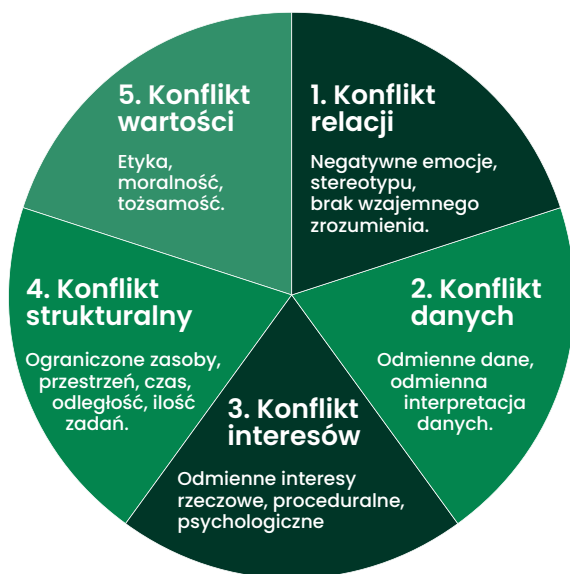 1. Konflikt
relacji
Negatywne emocje,
stereotypu,
brak wzajemnego
zrozumienia.
2. Konflikt
danych
Odmienne dane,
odmienna
interpretacja
danych.
3. Konflikt
interesów
Odmienne interesy
rzeczowe, proceduralne,
psychologiczne
4. Konflikt
strukturalny
Ograniczone zasoby,
przestrzeń, czas,
odległość, ilość
zadań.
5. Konflikt
wartości
Etyka,
moralność,
tożsamość.